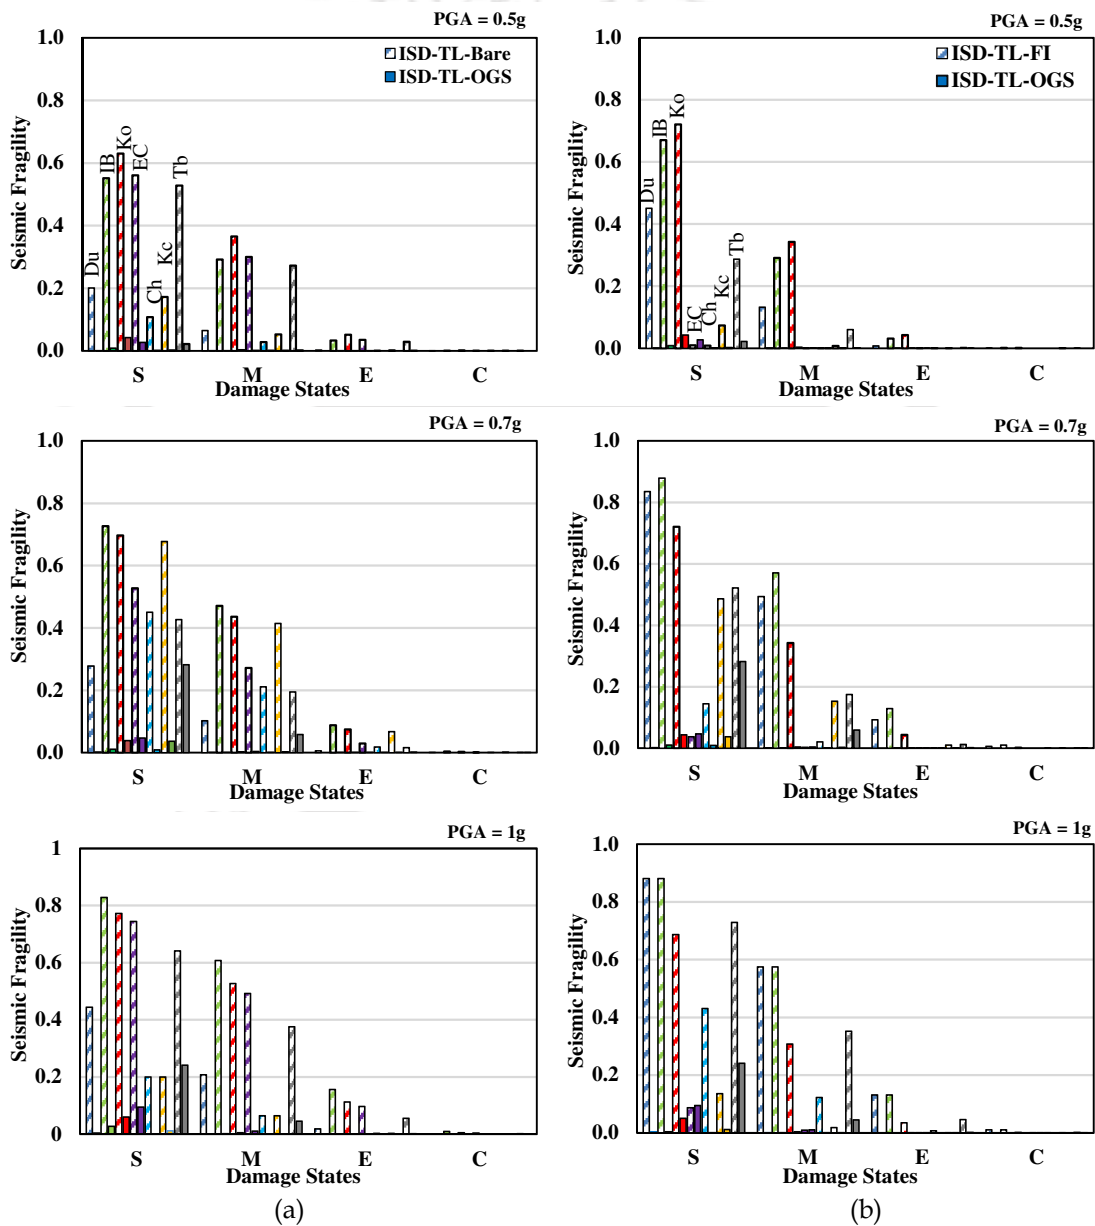 PGA = 0.5g
1.0
0.8
0.6
0.4
0.2
0.0
Seismic Fragility
ISD-TL-Bare
ISD-TL-OGS
Du
IB
Ko
EC
Ch
Kc
Tb
S M E C
Damage States
PGA = 0.5g
1.0
0.8
0.6
0.4
0.2
0.0
Seismic Fragility
ISD-TL-FI
ISD-TL-OGS
Du
IB
Ko
EC
Ch
Kc
Tb
S M E C
Damage States
PGA = 0.7g
1.0
0.8
0.6
0.4
0.2
0.0
Seismic Fragility
S M E C
Damage States
PGA = 0.7g
1.0
0.8
0.6
0.4
0.2
0.0
Seismic Fragility
S M E C
Damage States
PGA = 1g
1
0.8
0.6
0.4
0.2
0
Seismic Fragility
S M E C
Damage States
PGA = 1g
1.0
0.8
0.6
0.4
0.2
0.0
Seismic Fragility
S M E C
Damage States
(a)
(b)